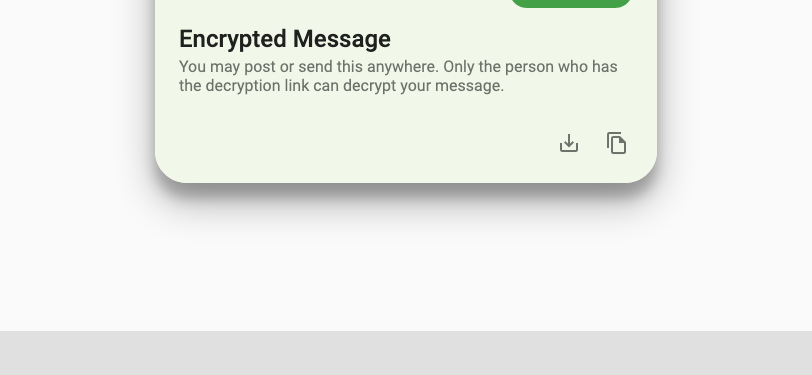 Encrypted Message
You may post or send this anywhere. Only the person who has
the decryption link can decrypt your message.